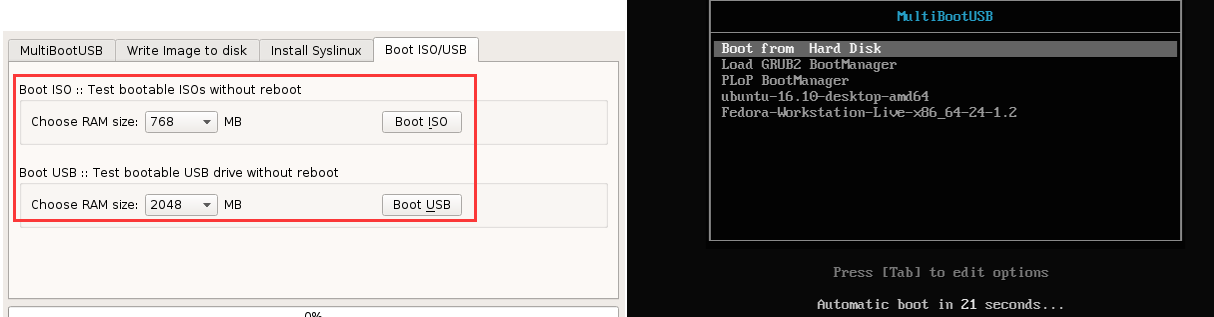 MultiBootUSB
Write Image to disk
Install Syslinux
Boot ISO/USB
Boot ISO :: Test bootable ISOs without reboot
Choose RAM size: 768 MB Boot ISO
Boot USB :: Test bootable USB drive without reboot
Choose RAM size: 2048 MB Boot USB
0%
MultiBootUSB
Boot from  Hard Disk
Load GRUB2 BootManager
PLoP BootManager
ubuntu-16.10-desktop-amd64
Fedora-Workstation-Live-x86_64-24-1.2
Press [Tab] to edit options
Automatic boot in 21 seconds...